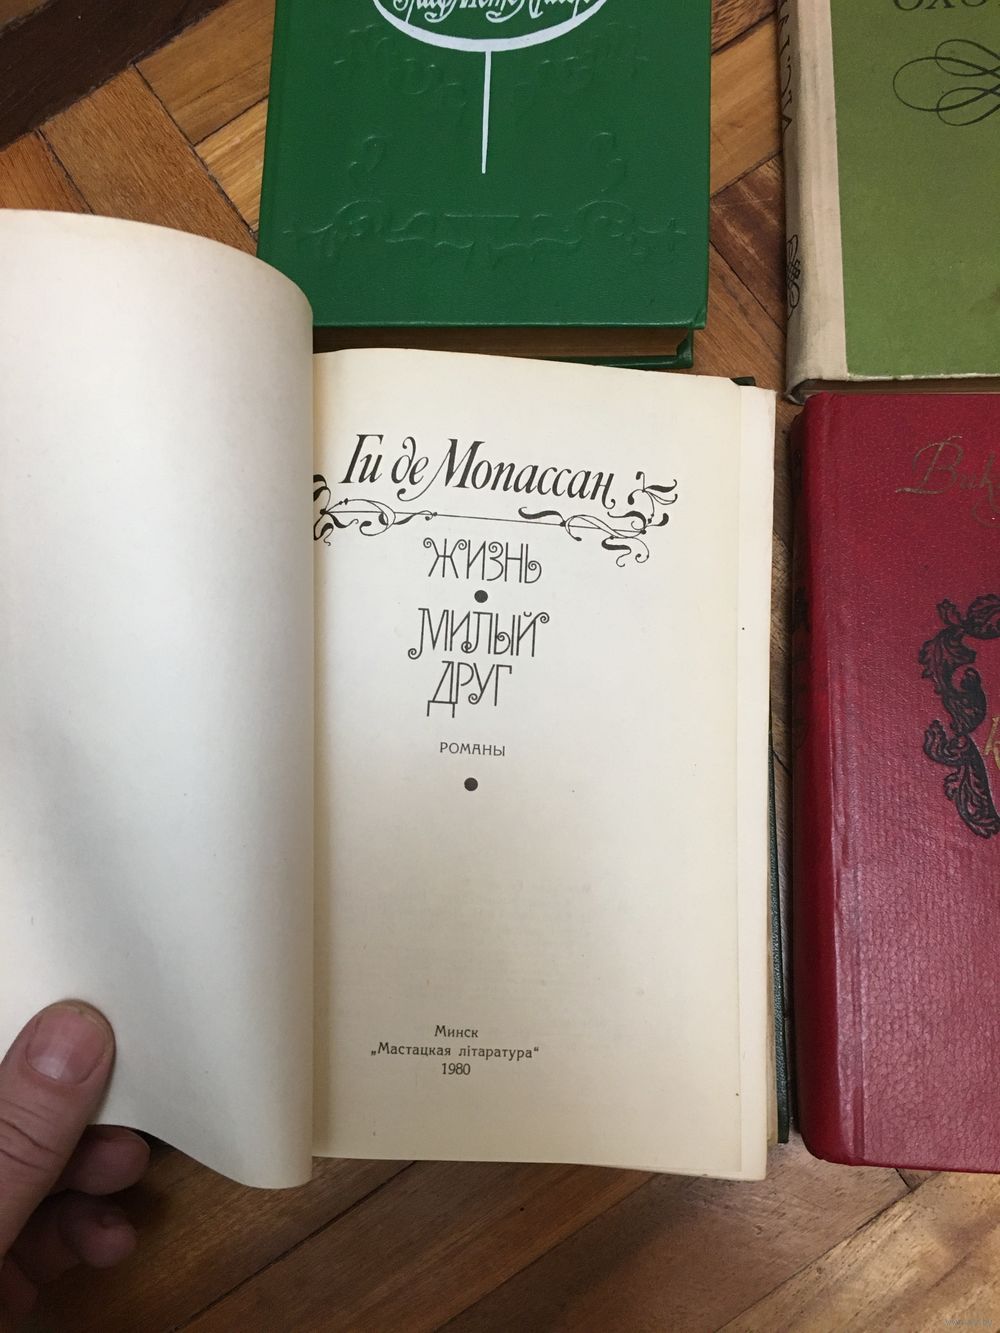 Ги де Мопассан
ЖИЗНЬ
МИЛЫЙ
ДРУГ
РОМАНЫ
Минск
„Мастацкая літаратура“
1980